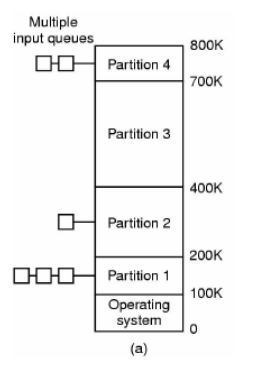 Multiple
input queues
800K
Partition 4
700K
Partition 3
400K
Partition 2
200K
Partition 1
100K
Operating
system
0
(a)